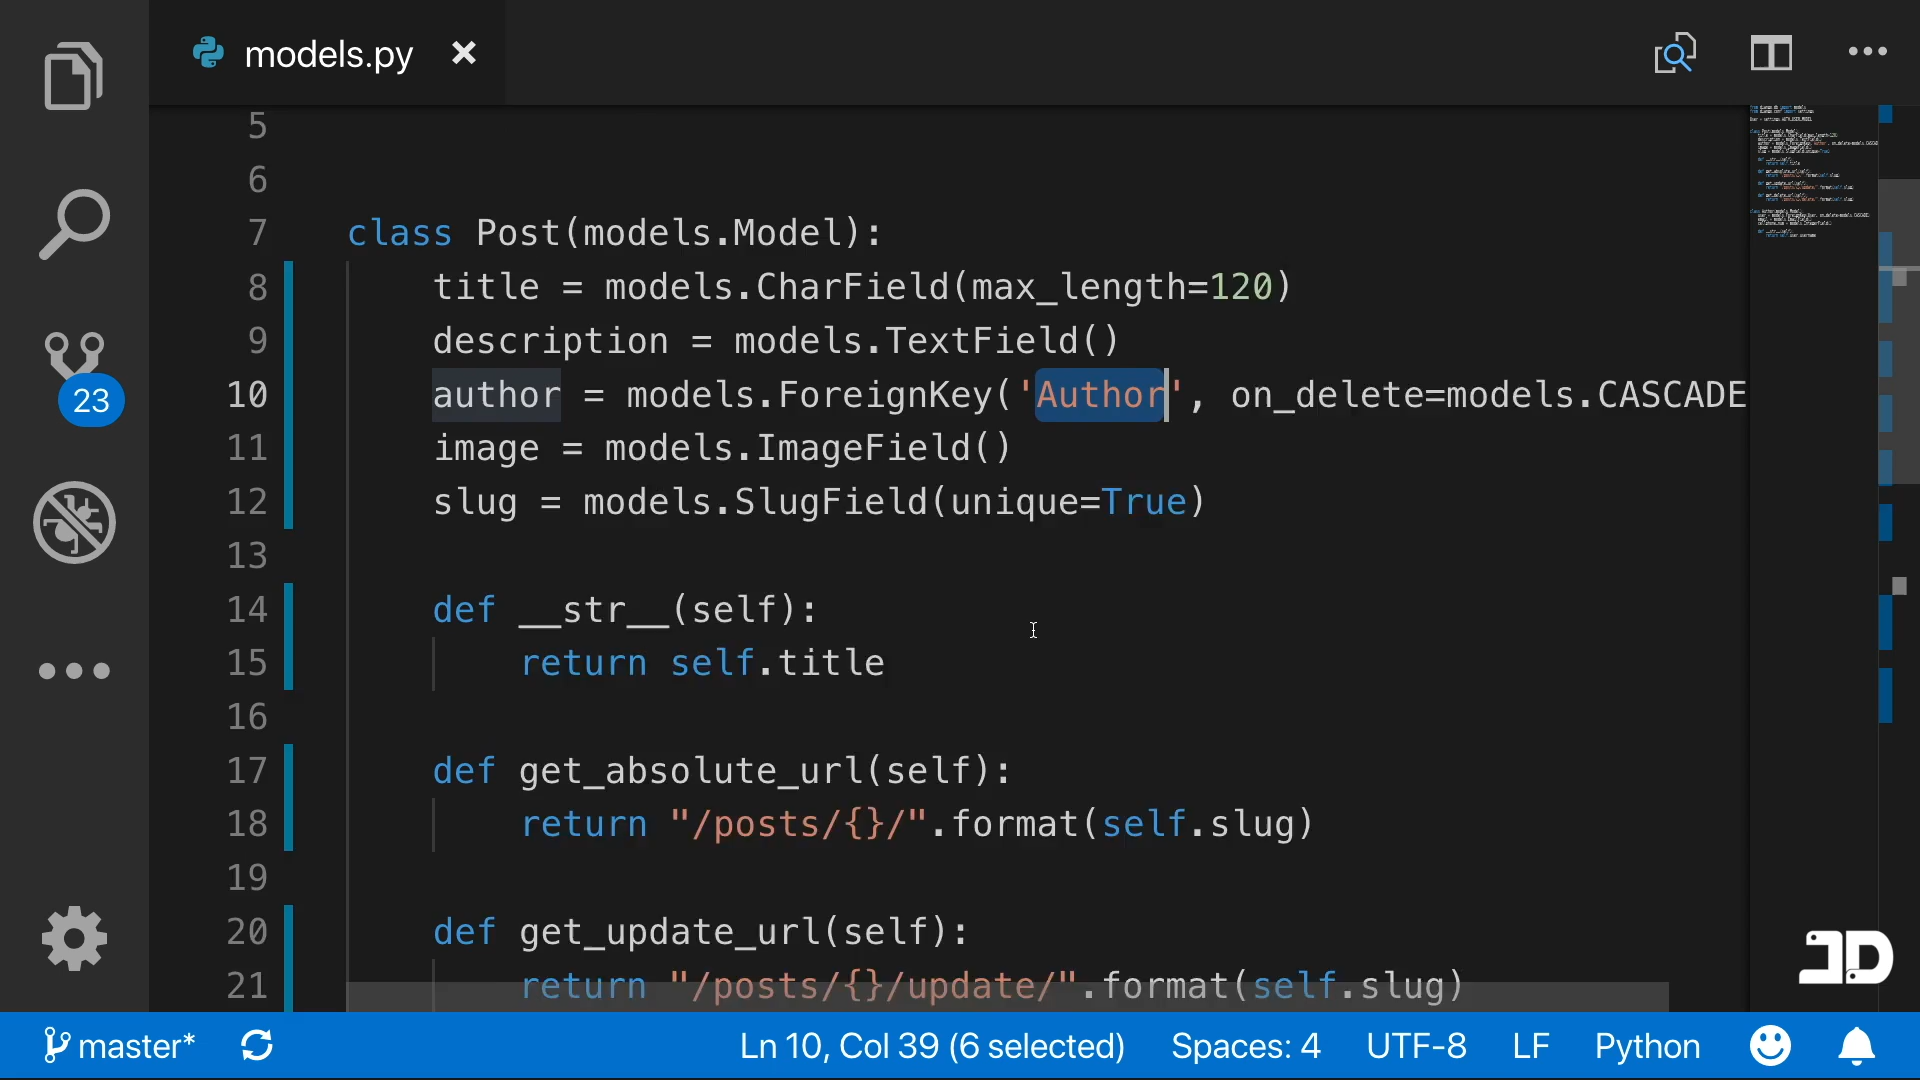 models.py
5
6
7 class Post(models.Model):
8 title = models.CharField(max_length=120)
9 description = models.TextField()
10 author = models.ForeignKey('Author', on_delete=models.CASCADE
11 image = models.ImageField()
12 slug = models.SlugField(unique=True)
13
14 def __str__(self):
15 return self.title
16
17 def get_absolute_url(self):
18 return "/posts/{}/".format(self.slug)
19
20 def get_update_url(self):
21 return "/posts/{}/update/".format(self.slug)
23
JD
master* Ln 10, Col 39 (6 selected) Spaces: 4 UTF-8 LF Python